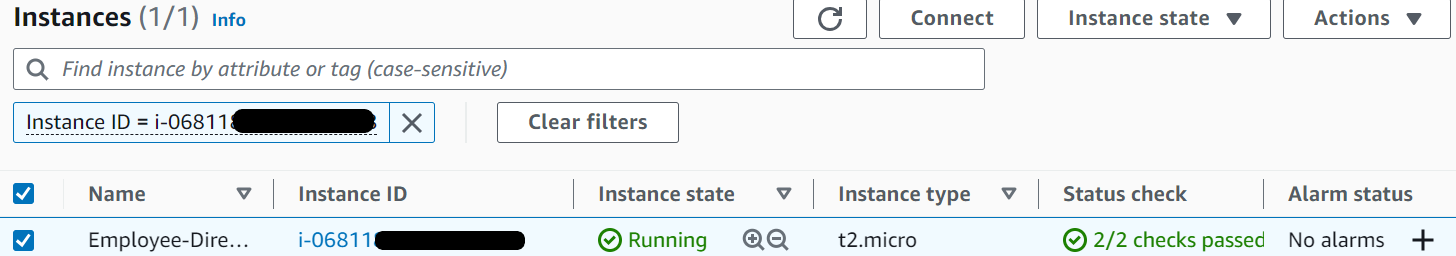 Instances (1/1) Info
Connect
Instance state
Actions
Find instance by attribute or tag (case-sensitive)
Instance ID = i-06811
Clear filters
Name Instance ID Instance state Instance type Status check Alarm status
Employee-Dire... i-06811 Running t2.micro 2/2 checks passed No alarms